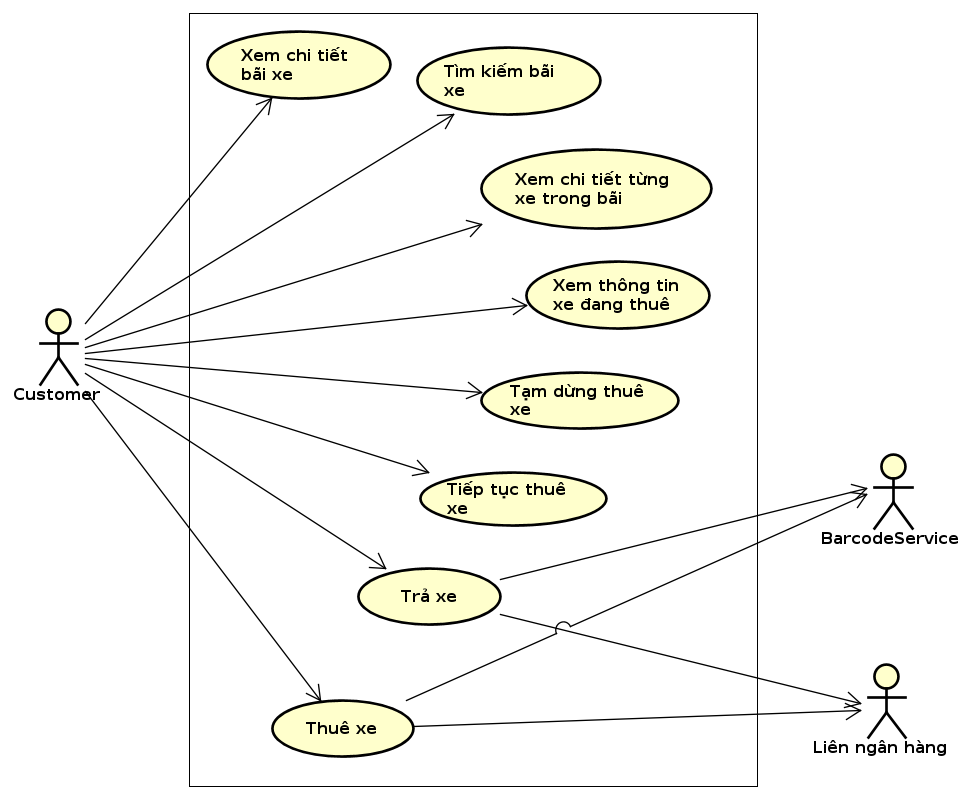 Xem chi tiết
bãi xe
Tìm kiếm bãi
xe
Xem chi tiết từng
xe trong bãi
Xem thông tin
xe đang thuê
Customer
Tạm dừng thuê
xe
Tiếp tục thuê
xe
BarcodeService
Trả xe
Thuê xe
Liên ngân hàng